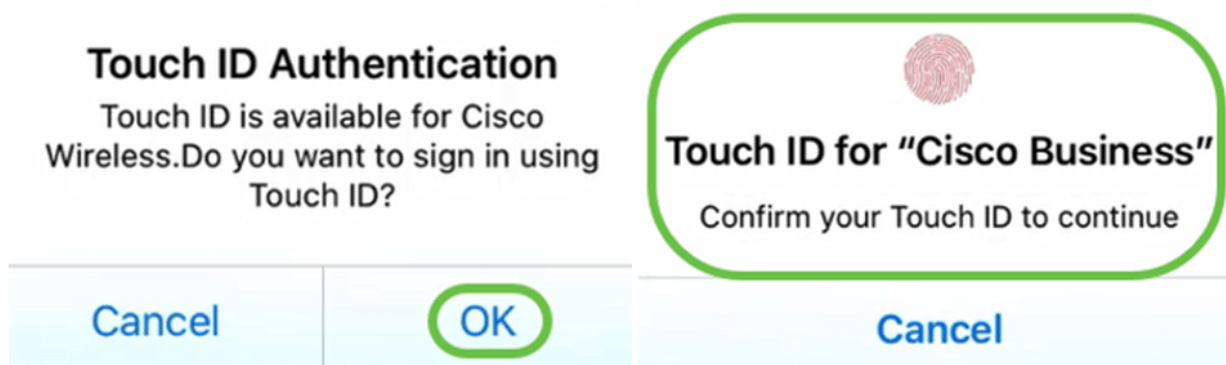 Touch ID Authentication
Touch ID is available for Cisco
Wireless.Do you want to sign in using
Touch ID?
Cancel
OK
Touch ID for “Cisco Business”
Confirm your Touch ID to continue
Cancel